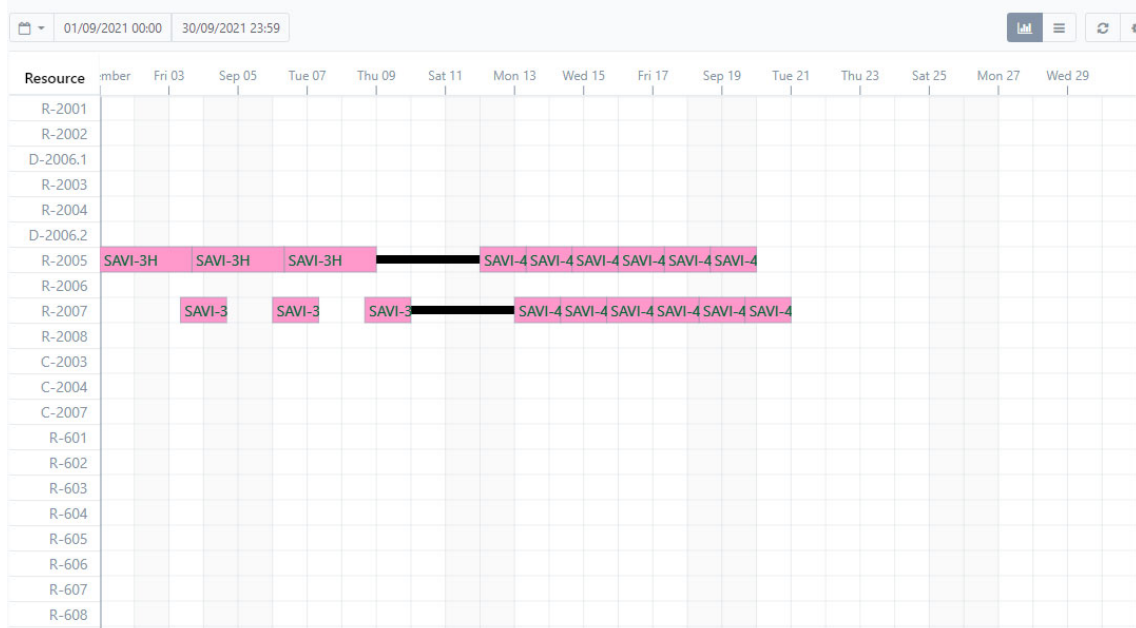 01/09/2021 00:00 30/09/2021 23:59
Resource ember Fri 03 Sep 05 Tue 07 Thu 09 Sat 11 Mon 13 Wed 15 Fri 17 Sep 19 Tue 21 Thu 23 Sat 25 Mon 27 Wed 29
R-2001
R-2002
D-2006.1
R-2003
R-2004
D-2006.2
R-2005 SAVI-3H SAVI-3H SAVI-3H SAVI-4 SAVI-4 SAVI-4 SAVI-4 SAVI-4 SAVI-4
R-2006
R-2007 SAVI-3 SAVI-3 SAVI-3 SAVI-4 SAVI-4 SAVI-4 SAVI-4 SAVI-4 SAVI-4
R-2008
C-2003
C-2004
C-2007
R-601
R-602
R-603
R-604
R-605
R-606
R-607
R-608